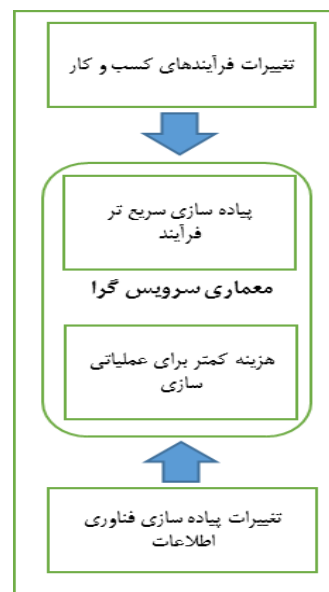 تغییرات فرآیندهای کسب و کار
پیاده سازی سریع تر
فرآیند
معماری سرویس گرا
هزینه کمتر برای عملیاتی
سازی
تغییرات پیاده سازی فناوری
اطلاعات